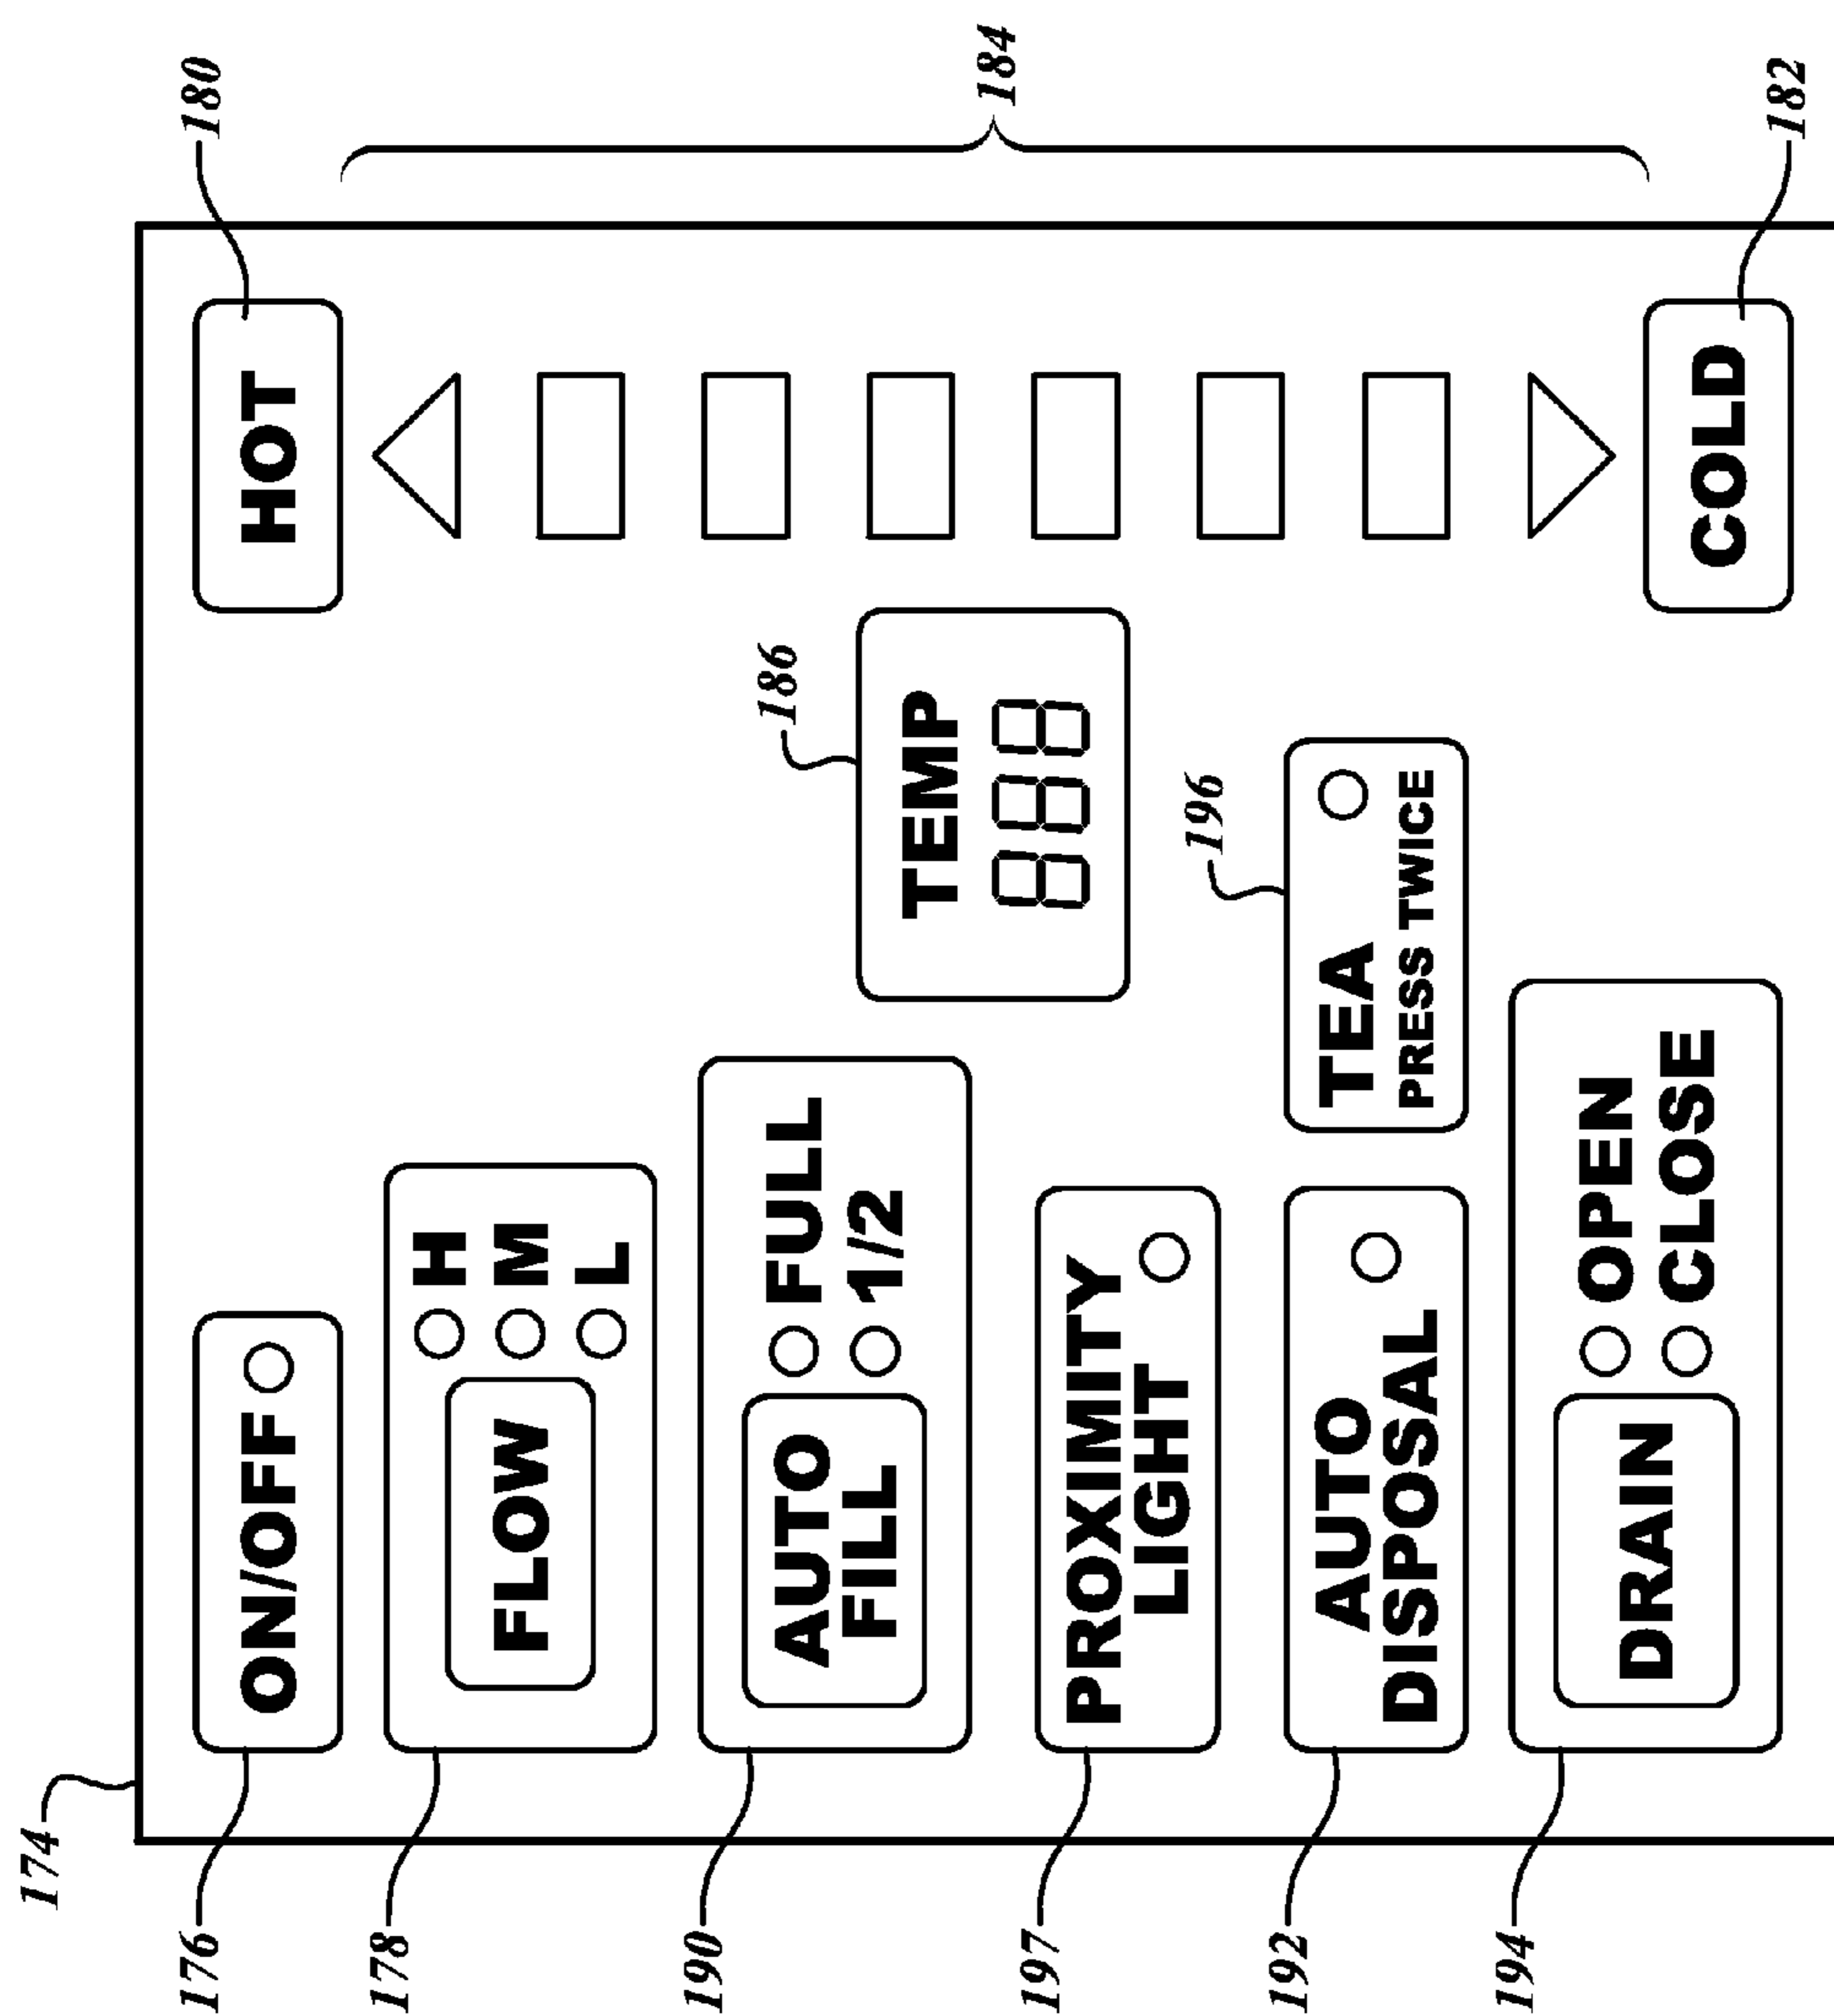 174
176
180
ON/OFF
HOT
178
H
FLOW M
L
190
186
AUTO FILL
FULL
1/2
TEMP
888
184
197
PROXIMITY
LIGHT
196
192
AUTO
DISPOSAL
TEA
PRESS TWICE
194
DRAIN
OPEN
CLOSE
COLD
182